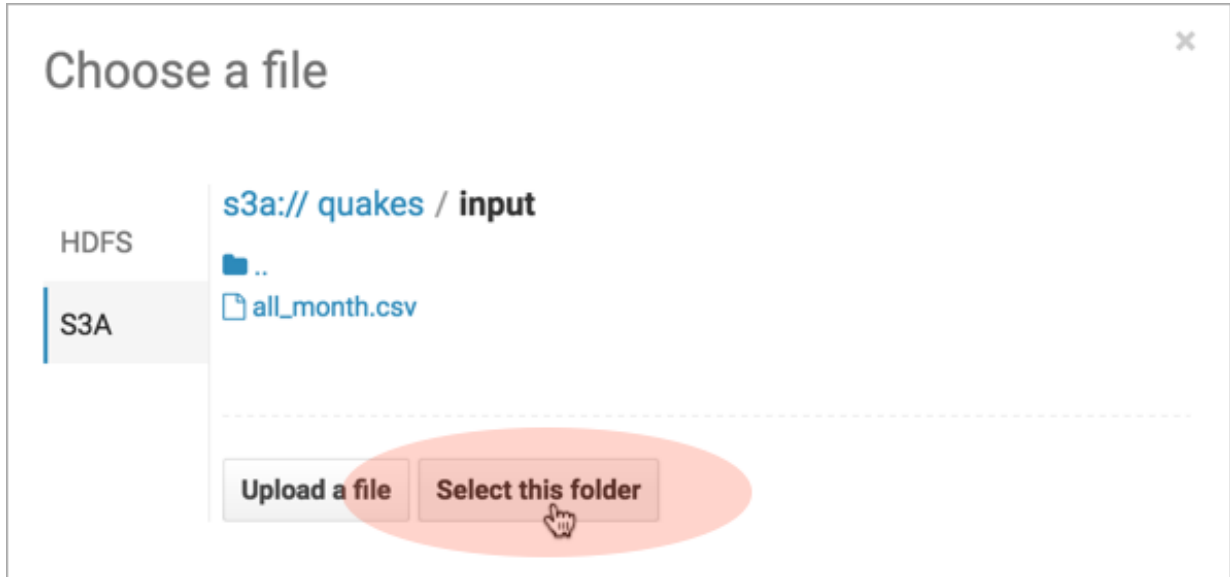 Choose a file
×
s3a:// quakes / input
HDFS
..
S3A
all_month.csv
Upload a file
Select this folder